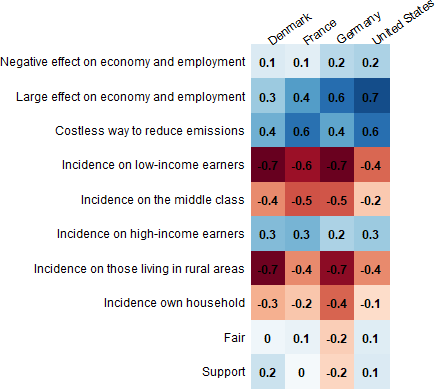 Denmark France Germany United States
Negative effect on economy and employment 0.1 0.1 0.2 0.2
Large effect on economy and employment 0.3 0.4 0.6 0.7
Costless way to reduce emissions 0.4 0.6 0.4 0.6
Incidence on low-income earners -0.7 -0.6 -0.7 -0.4
Incidence on the middle class -0.4 -0.5 -0.5 -0.2
Incidence on high-income earners 0.3 0.3 0.2 0.3
Incidence on those living in rural areas -0.7 -0.4 -0.7 -0.4
Incidence own household -0.3 -0.2 -0.4 -0.1
Fair 0 0.1 -0.2 0.1
Support 0.2 0 -0.2 0.1